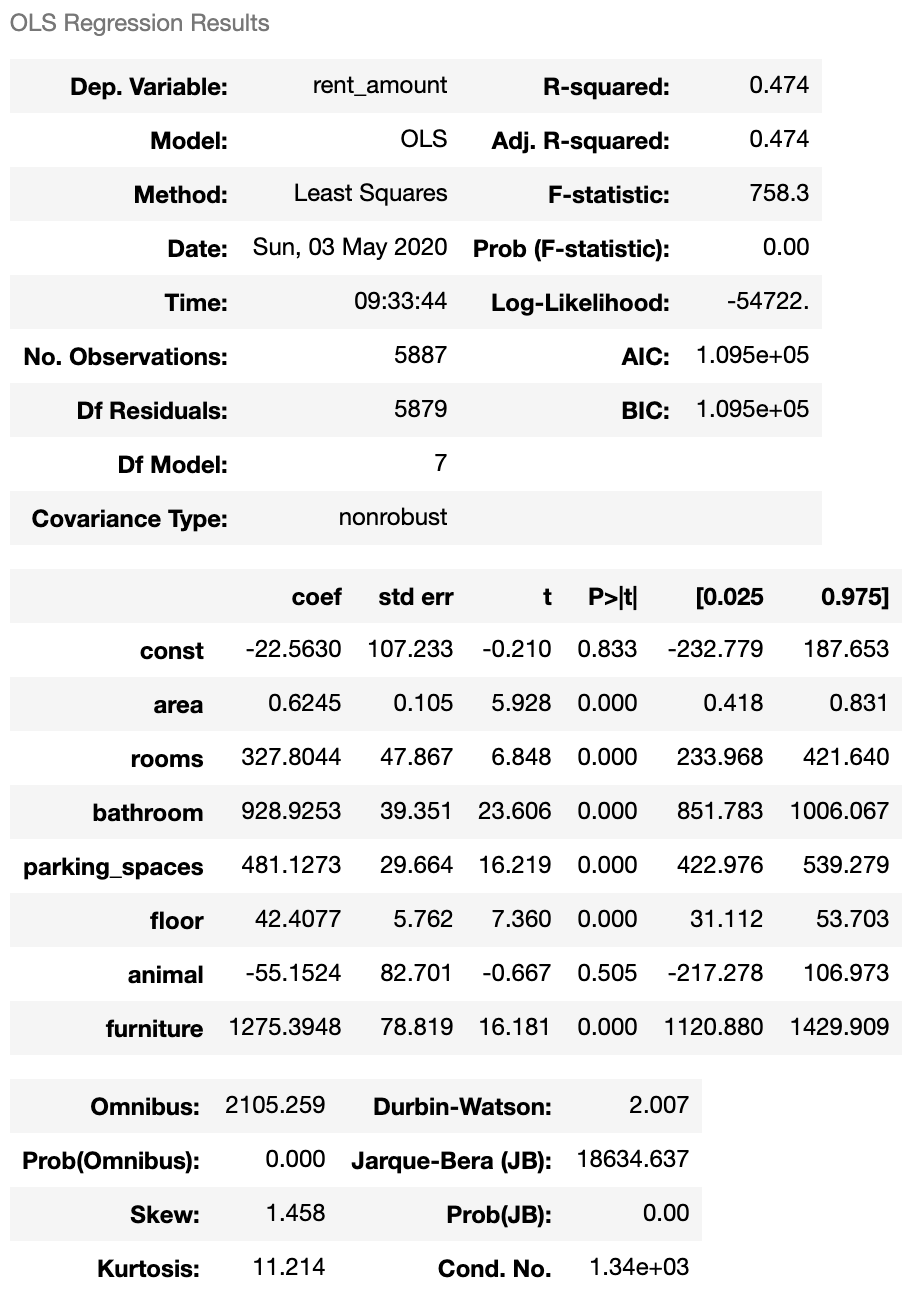 OLS Regression Results
Dep. Variable: rent_amount R-squared: 0.474
Model: OLS Adj. R-squared: 0.474
Method: Least Squares F-statistic: 758.3
Date: Sun, 03 May 2020 Prob (F-statistic): 0.00
Time: 09:33:44 Log-Likelihood: -54722.
No. Observations: 5887 AIC: 1.095e+05
Df Residuals: 5879 BIC: 1.095e+05
Df Model: 7
Covariance Type: nonrobust
coef std err t P>|t| [0.025 0.975]
const -22.5630 107.233 -0.210 0.833 -232.779 187.653
area 0.6245 0.105 5.928 0.000 0.418 0.831
rooms 327.8044 47.867 6.848 0.000 233.968 421.640
bathroom 928.9253 39.351 23.606 0.000 851.783 1006.067
parking_spaces 481.1273 29.664 16.219 0.000 422.976 539.279
floor 42.4077 5.762 7.360 0.000 31.112 53.703
animal -55.1524 82.701 -0.667 0.505 -217.278 106.973
furniture 1275.3948 78.819 16.181 0.000 1120.880 1429.909
Omnibus: 2105.259 Durbin-Watson: 2.007
Prob(Omnibus): 0.000 Jarque-Bera (JB): 18634.637
Skew: 1.458 Prob(JB): 0.00
Kurtosis: 11.214 Cond. No. 1.34e+03